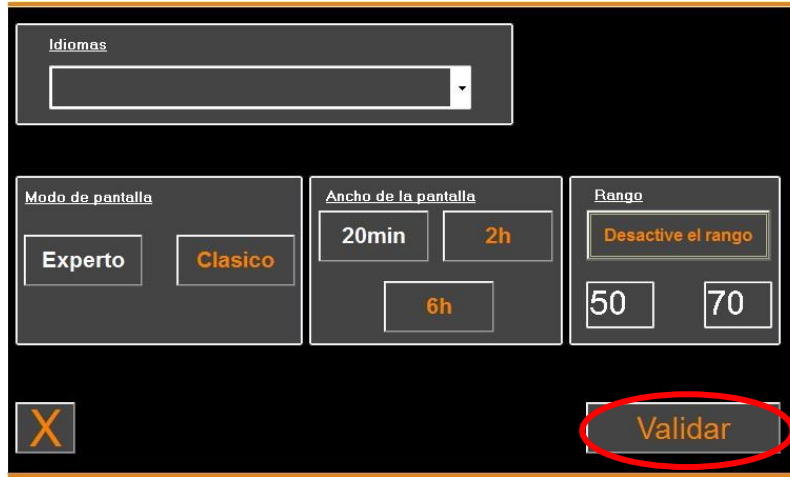 Idiomas
Modo de pantalla
Experto
Clasico
Ancho de la pantalla
20min
2h
6h
Rango
Desactive el rango
50
70
X
Validar